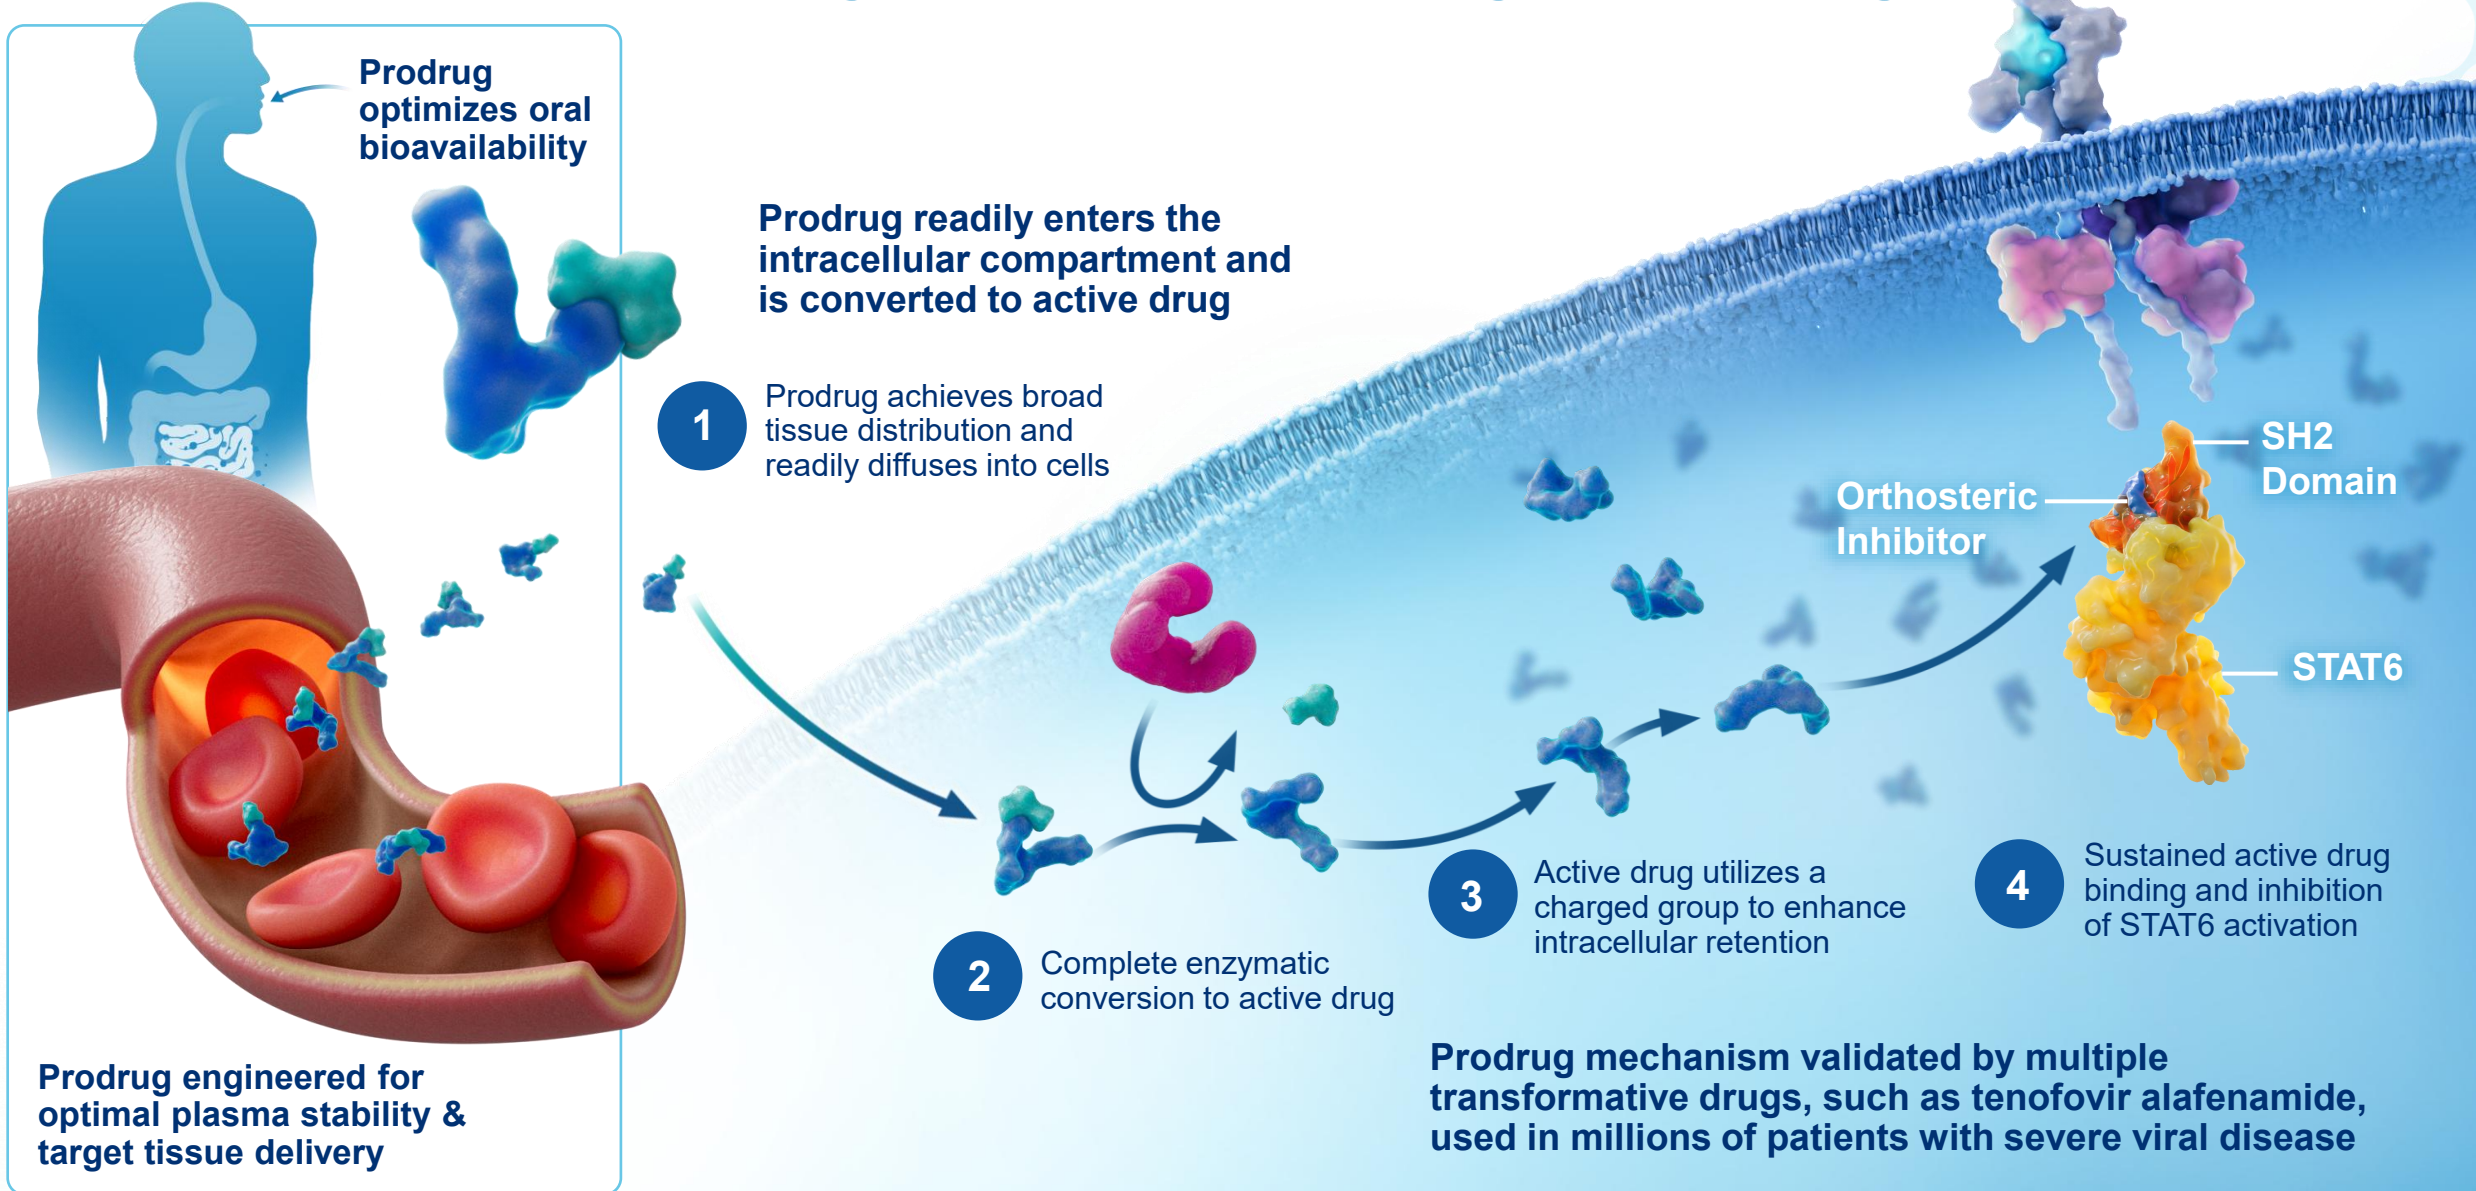 Prodrug
optimizes oral
bioavailability
Prodrug readily enters the
intracellular compartment and
is converted to active drug
1
Prodrug achieves broad
tissue distribution and
readily diffuses into cells
SH2
Domain
Orthosteric
Inhibitor
STAT6
2
Complete enzymatic
conversion to active drug
3
Active drug utilizes a
charged group to enhance
intracellular retention
4
Sustained active drug
binding and inhibition
of STAT6 activation
Prodrug engineered for
optimal plasma stability &
target tissue delivery
Prodrug mechanism validated by multiple
transformative drugs, such as tenofovir alafenamide,
used in millions of patients with severe viral disease